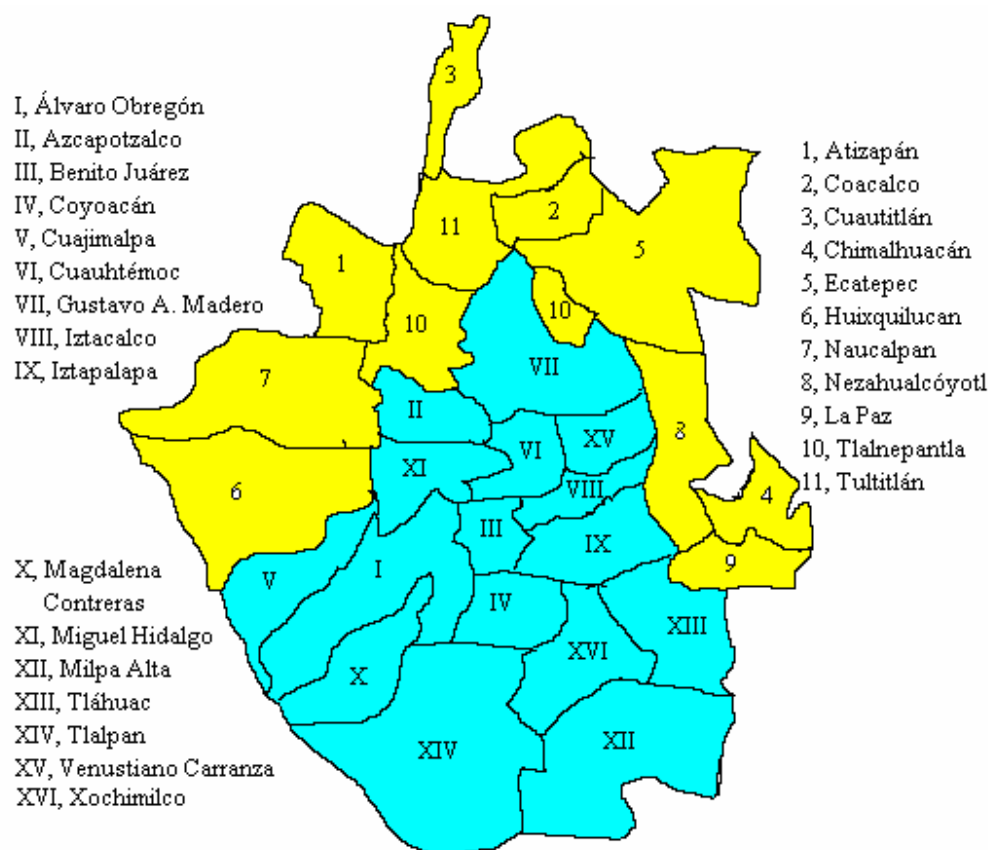 I, Álvaro Obregón
II, Azcapotzalco
III, Benito Juárez
IV, Coyoacán
V, Cuajimalpa
VI, Cuauhtémoc
VII, Gustavo A. Madero
VIII, Iztacalco
IX, Iztapalapa
1, Atizapán
2, Coacalco
3, Cuautitlán
4, Chimalhuacán
5, Ecatepec
6, Huixquilucan
7, Naucalpan
8, Nezahualcóyotl
9, La Paz
10, Tlalnepantla
11, Tultitlán
X, Magdalena
Contreras
XI, Miguel Hidalgo
XII, Milpa Alta
XIII, Tláhuac
XIV, Tlalpan
XV, Venustiano Carranza
XVI, Xochimilco
3
2
11
5
1
10
10
7
VII
II
XV
8
VI
XI
6
VIII
4
III
IX
9
I
V
IV
XIII
XVI
X
XIV
XII